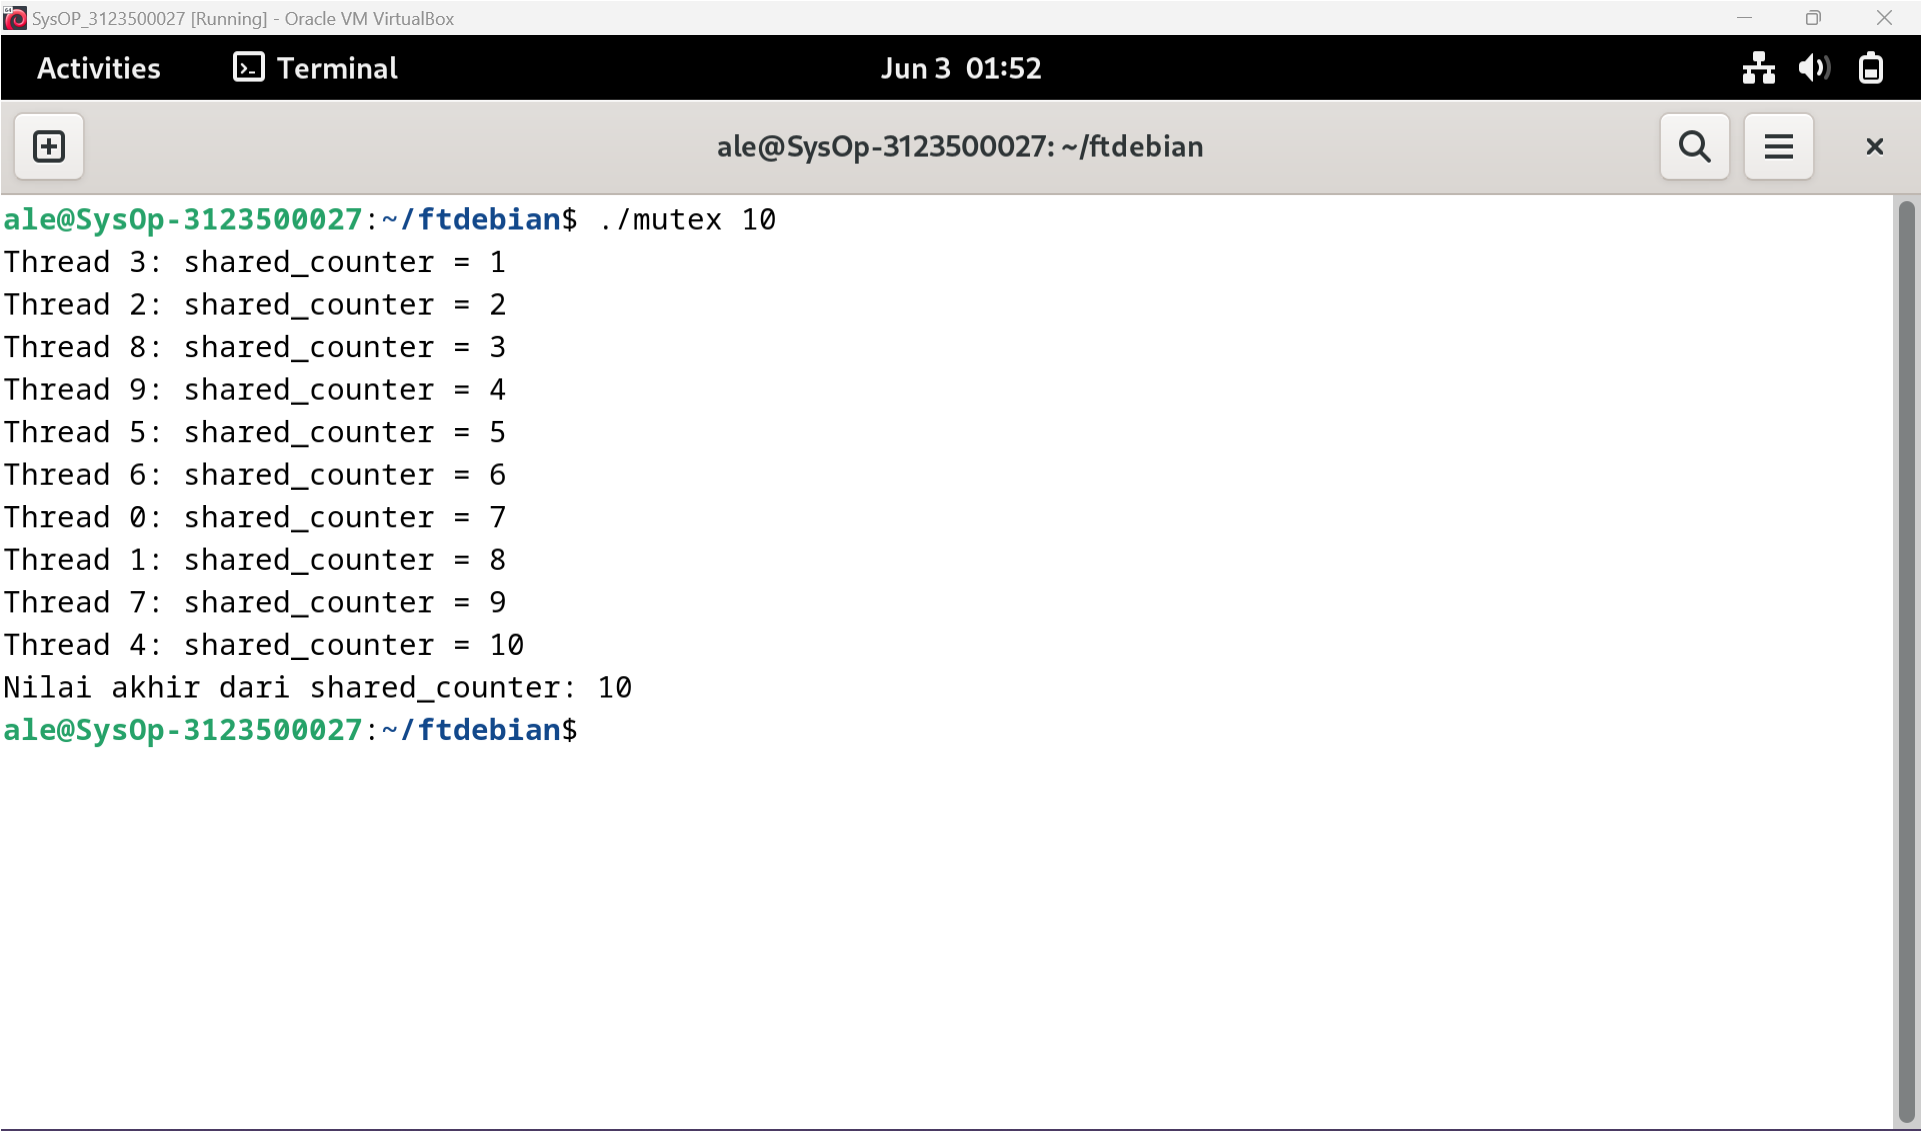 SysOP_3123500027 [Running] - Oracle VM VirtualBox
Activities Terminal Jun 3 01:52
ale@SysOp-3123500027: ~/ftdebian
ale@SysOp-3123500027:~/ftdebian$ ./mutex 10
Thread 3: shared_counter = 1
Thread 2: shared_counter = 2
Thread 8: shared_counter = 3
Thread 9: shared_counter = 4
Thread 5: shared_counter = 5
Thread 6: shared_counter = 6
Thread 0: shared_counter = 7
Thread 1: shared_counter = 8
Thread 7: shared_counter = 9
Thread 4: shared_counter = 10
Nilai akhir dari shared_counter: 10
ale@SysOp-3123500027:~/ftdebian$